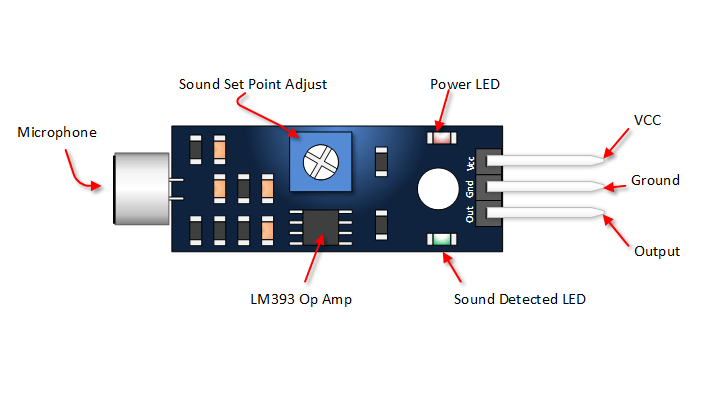 Sound Set Point Adjust
Power LED
VCC
Microphone
Vcc
Ground
Gnd
Out
Output
LM393 Op Amp
Sound Detected LED